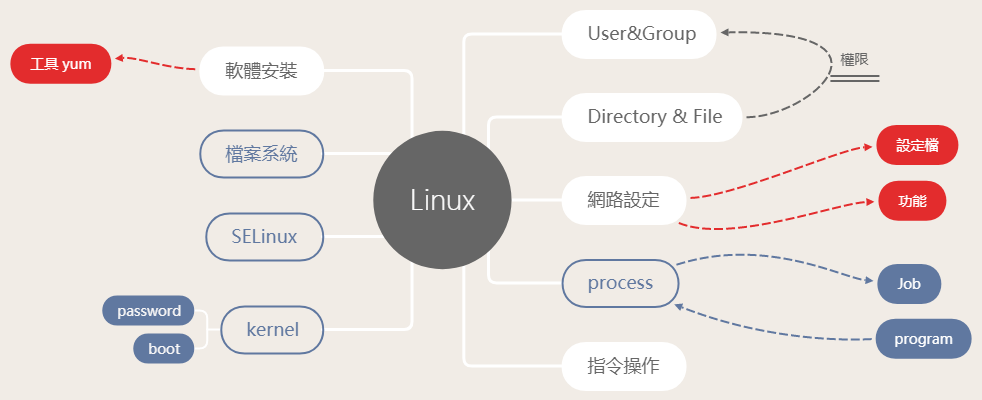 Linux
User&Group
權限
Directory & File
網路設定
設定檔
功能
process
Job
program
指令操作
軟體安裝
工具 yum
檔案系統
SELinux
kernel
password
boot